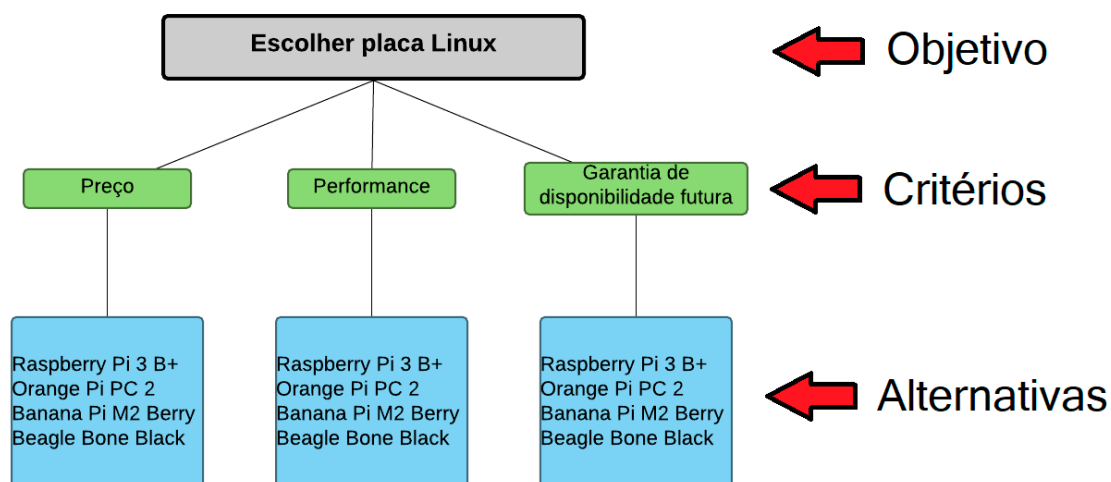 Escolher placa Linux
Objetivo
Preço
Performance
Garantia de
disponibilidade futura
Critérios
Raspberry Pi 3 B+
Orange Pi PC 2
Banana Pi M2 Berry
Beagle Bone Black
Raspberry Pi 3 B+
Orange Pi PC 2
Banana Pi M2 Berry
Beagle Bone Black
Raspberry Pi 3 B+
Orange Pi PC 2
Banana Pi M2 Berry
Beagle Bone Black
Alternativas